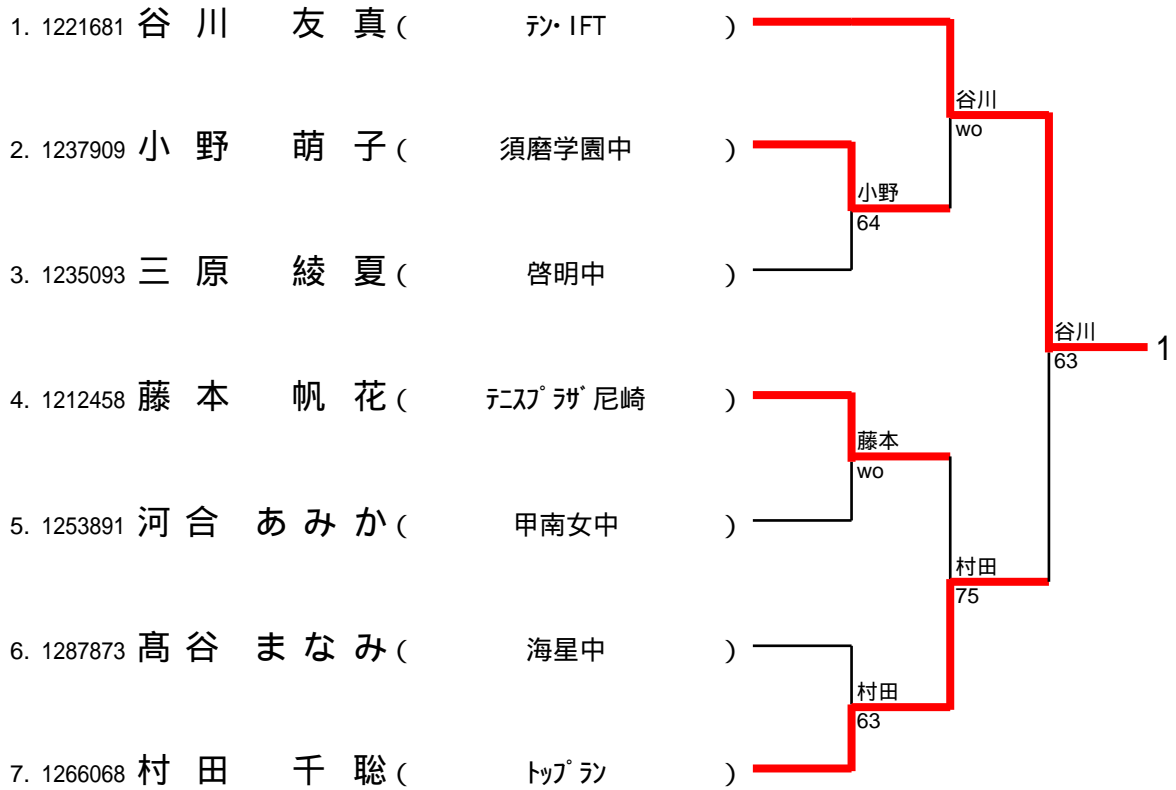 1. 1221681 谷川 友真 ( ﾃﾝ･IFT )
谷川
wo
2. 1237909 小野 萌子 ( 須磨学園中 )
小野
64
3. 1235093 三原 綾夏 ( 啓明中 )
谷川
63
1
4. 1212458 藤本 帆花 ( ﾃﾆｽﾌﾟﾗｻﾞ尼崎 )
藤本
wo
5. 1253891 河合 あみか ( 甲南女中 )
村田
75
6. 1287873 髙谷 まなみ ( 海星中 )
村田
63
7. 1266068 村田 千聡 ( ﾄｯﾌﾟﾗﾝ )